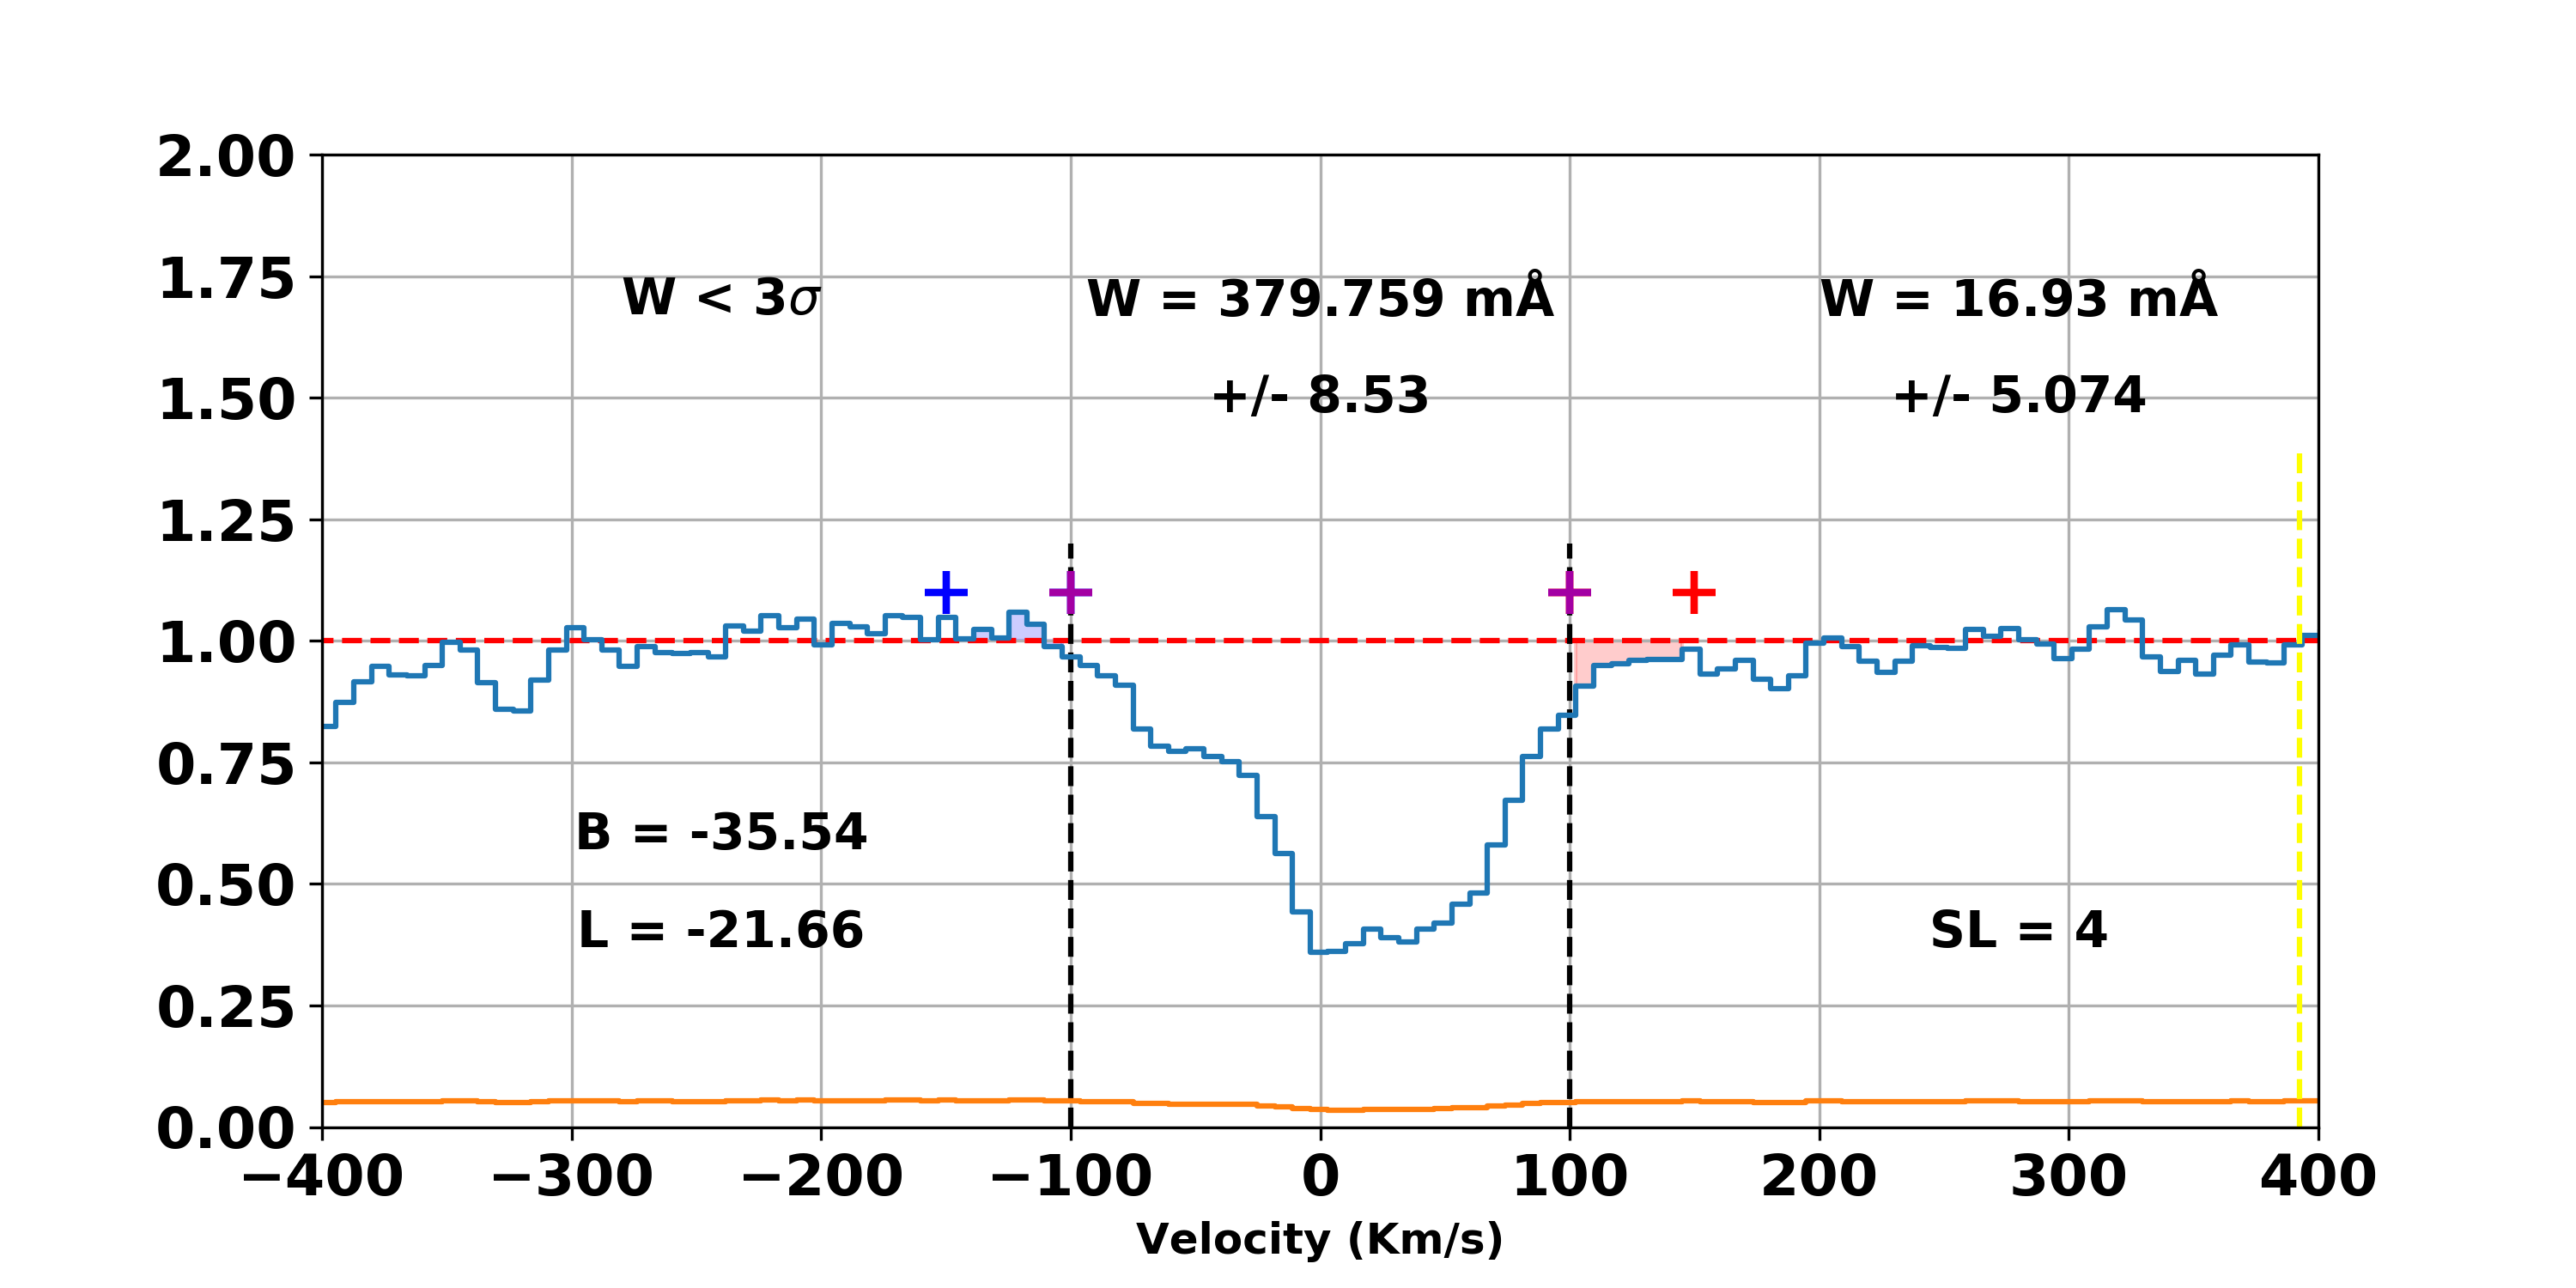 2.00
1.75
1.50
1.25
1.00
0.75
0.50
0.25
0.00
W < 3σ
W = 379.759 mÅ
+/- 8.53
W = 16.93 mÅ
+/- 5.074
B = -35.54
L = -21.66
SL = 4
−400 −300 −200 −100 0 100 200 300 400
Velocity (Km/s)